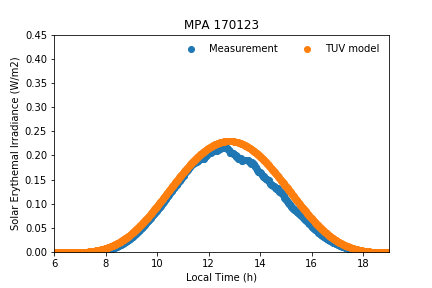 MPA 170123
0.45
0.40
0.35
0.30
0.25
0.20
0.15
0.10
0.05
0.00
Solar Erythemal Irradiance (W/m2)
Measurement
TUV model
6 8 10 12 14 16 18
Local Time (h)